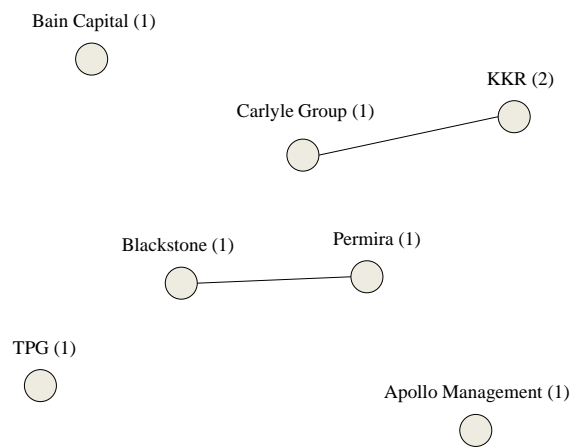 Bain Capital (1)
KKR (2)
Carlyle Group (1)
Permira (1)
Blackstone (1)
TPG (1)
Apollo Management (1)